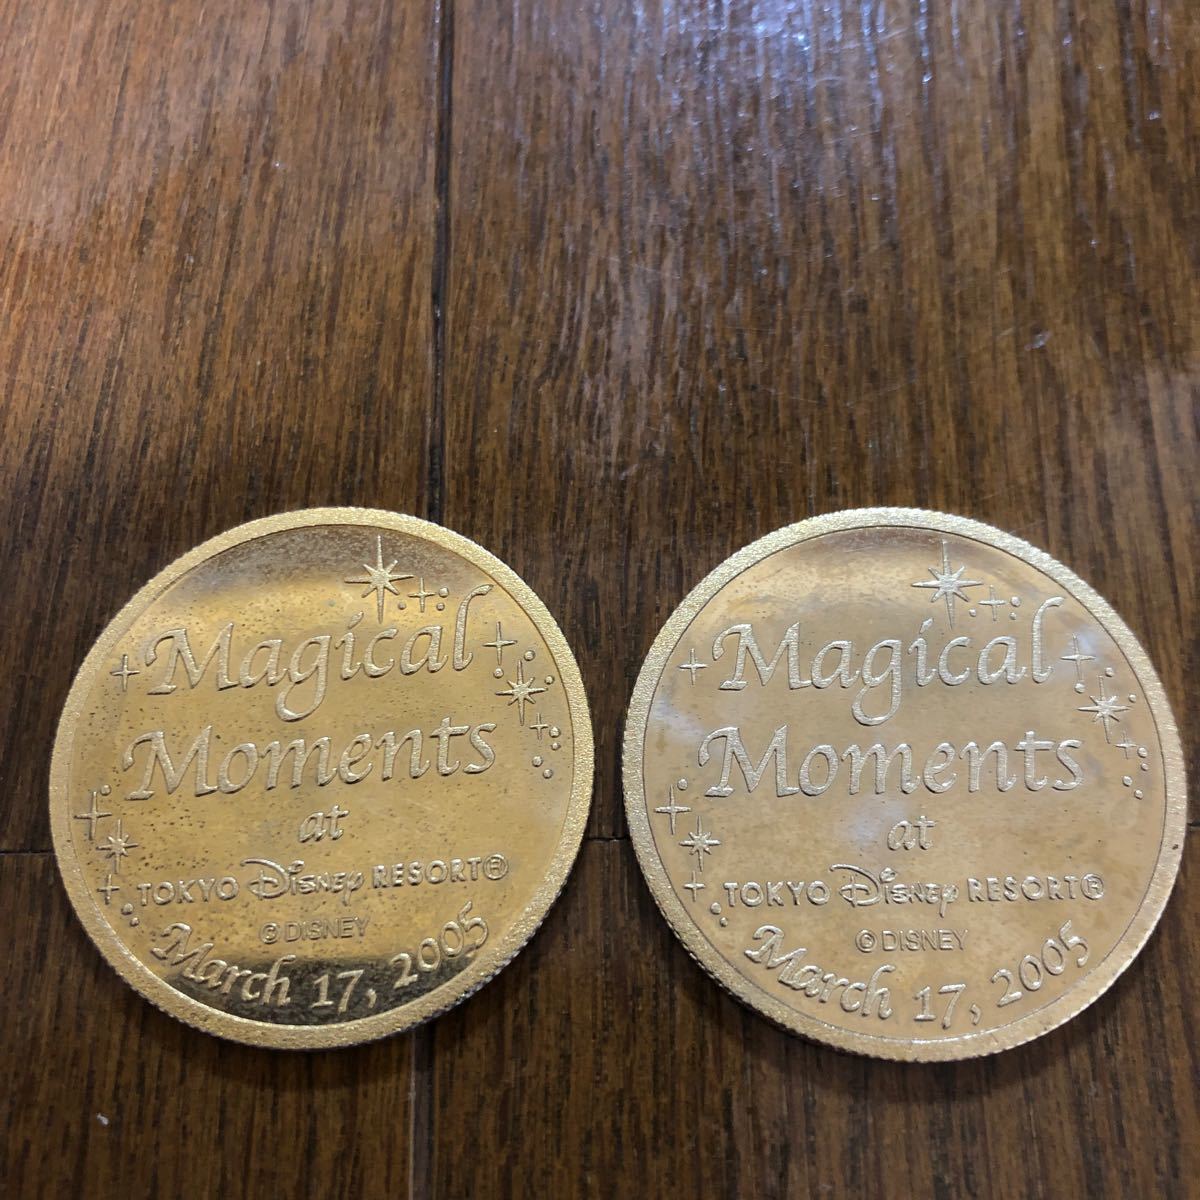 Magical
Moments
at
TOKYO Disney RESORT®
© DISNEY
March 17, 2005
Magical
Moments
at
TOKYO Disney RESORT®
© DISNEY
March 17, 2005